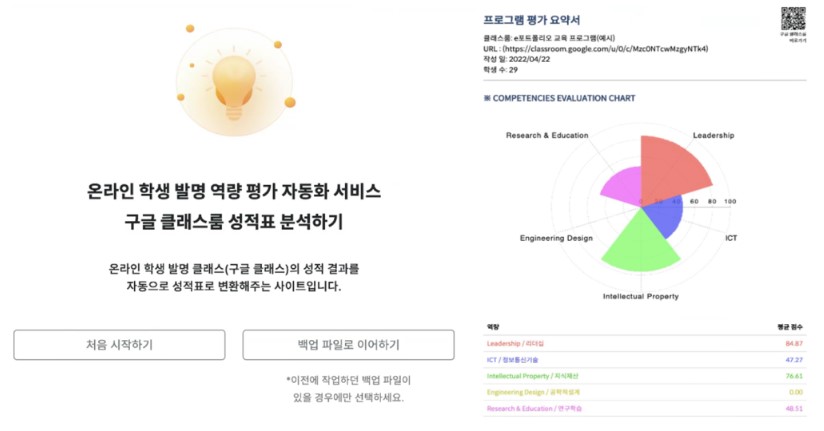 온라인 학생 발명 역량 평가 자동화 서비스
구글 클래스룸 성적표 분석하기
온라인 학생 발명 클래스(구글 클래스)의 성적 결과를
자동으로 성적표로 변환해주는 사이트입니다.
처음 시작하기
백업 파일로 이어하기
*이전에 작업하던 백업 파일이
있을 경우에만 선택하세요.
프로그램 평가 요약서
구글 클래스룸
바로가기
클래스룸: e포트폴리오 교육 프로그램(예시)
URL : (https://classroom.google.com/u/0/c/Mzc0NTcwMzgyNTk4)
작성 일: 2022/04/22
학생 수: 29
※ COMPETENCIES EVALUATION CHART
Research & Education
Leadership
60 80 100
Engineering Design
ICT
Intellectual Property
역량 평균 점수
Leadership / 리더십 84.87
ICT / 정보통신기술 47.27
Intellectual Property / 지식재산 76.61
Engineering Design / 공학적설계 0.00
Research & Education / 연구학습 48.51